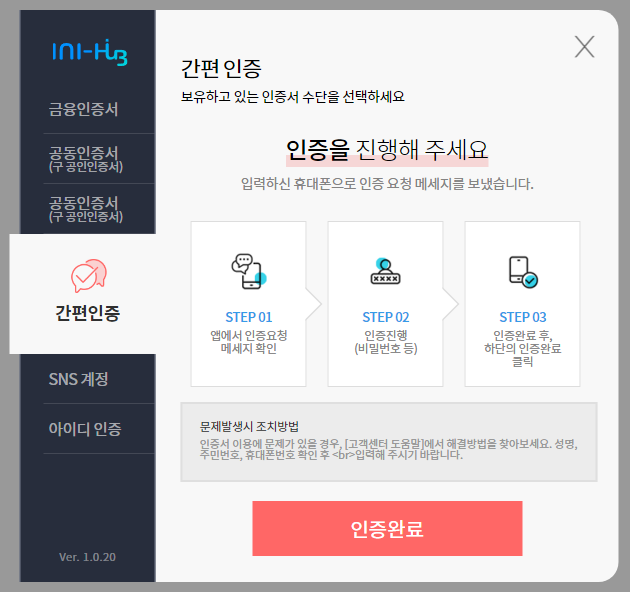 INI-HUB
금융인증서
공동인증서
(구 공인인증서)
공동인증서
(구 공인인증서)
간편인증
SNS 계정
아이디 인증
Ver. 1.0.20
간편 인증
보유하고 있는 인증서 수단을 선택하세요
인증을 진행해 주세요
입력하신 휴대폰으로 인증 요청 메세지를 보냈습니다.
STEP 01
앱에서 인증요청
메세지 확인
STEP 02
인증진행
(비밀번호 등)
STEP 03
인증완료 후,
하단의 인증완료
클릭
문제발생시 조치방법
인증서 이용에 문제가 있을 경우, [고객센터 도움말]에서 해결방법을 찾아보세요. 성명,
주민번호, 휴대폰번호 확인 후 <br>입력해 주시기 바랍니다.
인증완료